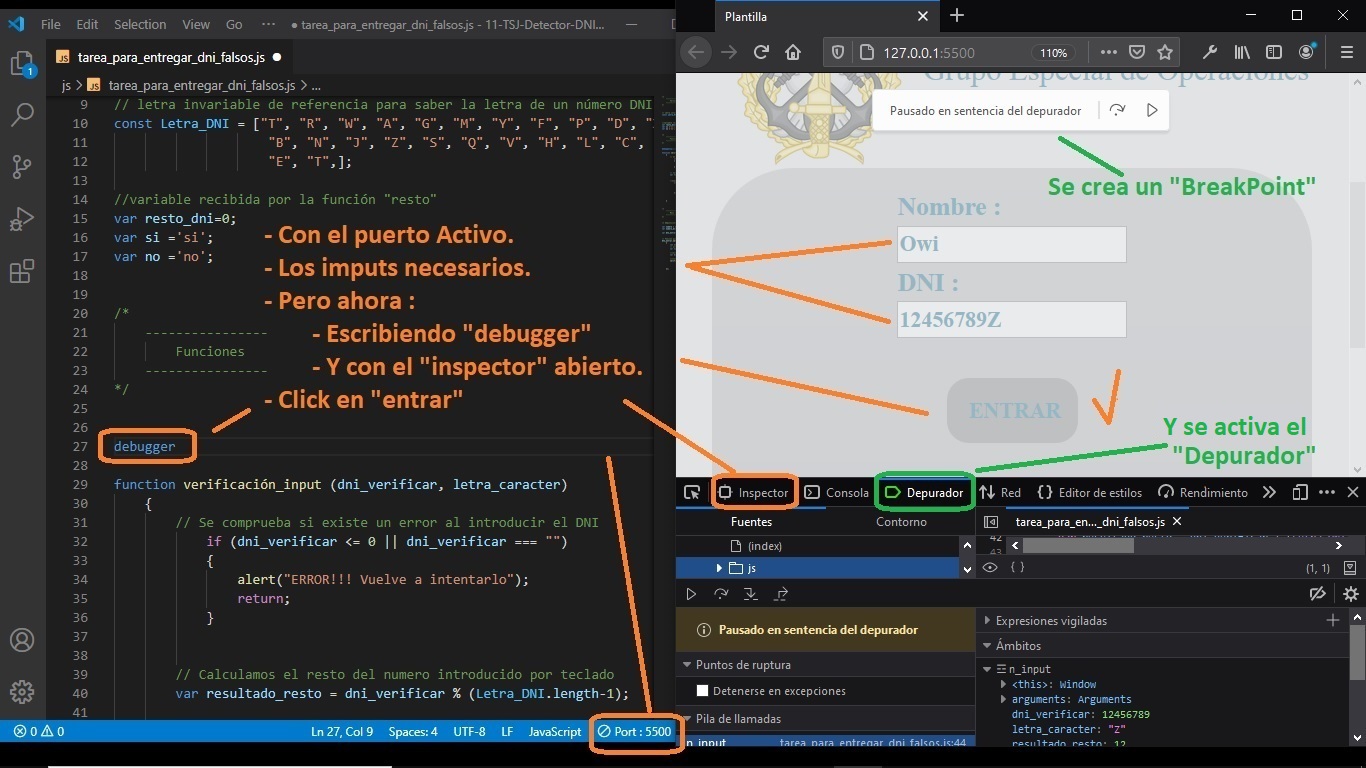 File Edit Selection View Go ··· ● tarea_para_entregar_dni_falsos.js - 11-TSJ-Detector-DNI...
JS tarea_para_entregar_dni_falsos.js ●
js > JS tarea_para_entregar_dni_falsos.js > ...
1
9 // letra invariable de referencia para saber la letra de un número DNI
10 const Letra_DNI = ["T", "R", "W", "A", "G", "M", "Y", "F", "P", "D",
11 "B", "N", "J", "Z", "S", "Q", "V", "H", "L", "C",
12 "E", "T",];
13
14 //variable recibida por la función "resto"
15 var resto_dni=0;
16 var si ='si';
17 var no ='no';
18
19
20 /*
21 ----------------
22 Funciones
23 ----------------
24 */
25
26
27 debugger
28
29 function verificación_input (dni_verificar, letra_caracter)
30 {
31 // Se comprueba si existe un error al introducir el DNI
32 if (dni_verificar <= 0 || dni_verificar === "")
33 {
34 alert("ERROR!!! Vuelve a intentarlo");
35 return;
36 }
37
38
39 // Calculamos el resto del numero introducido por teclado
40 var resultado_resto = dni_verificar % (Letra_DNI.length-1);
41
- Con el puerto Activo.
- Los imputs necesarios.
- Pero ahora :
- Escribiendo "debugger"
- Y con el "inspector" abierto.
- Click en "entrar"
0 0 Ln 27, Col 9 Spaces: 4 UTF-8 LF JavaScript Port : 5500
Plantilla
127.0.0.1:5500 110%
Grupo Especial de Operaciones
Pausado en sentencia del depurador
Se crea un "BreakPoint"
Nombre :
Owi
DNI :
12456789Z
ENTRAR
Y se activa el
"Depurador"
Inspector Consola Depurador Red Editor de estilos Rendimiento
Fuentes Contorno tarea_para_en..._dni_falsos.js
(index)
js
42
43
{ } (1, 1)
Pausado en sentencia del depurador
Puntos de ruptura
Detenerse en excepciones
Pila de llamadas
n_input tarea_para_entregar_dni_falsos.js:44
Expresiones vigiladas
Ámbitos
n_input
<this>: Window
arguments: Arguments
dni_verificar: 12456789
letra_caracter: "Z"
resultado_resto: 12